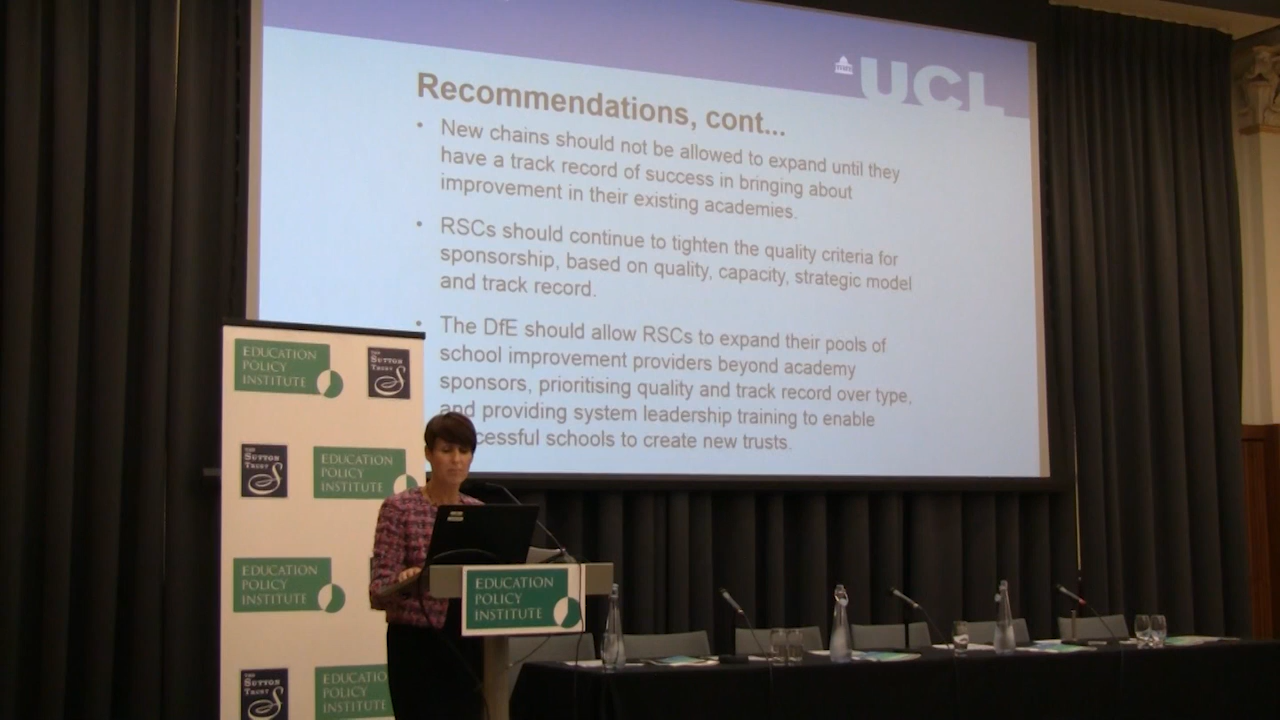 UCL
Recommendations, cont...
• New chains should not be allowed to expand until they
have a track record of success in bringing about
improvement in their existing academies.
• RSCs should continue to tighten the quality criteria for
sponsorship, based on quality, capacity, strategic model
and track record.
• The DfE should allow RSCs to expand their pools of
school improvement providers beyond academy
sponsors, prioritising quality and track record over type,
and providing system leadership training to enable
cessful schools to create new trusts.
EDUCATION
POLICY
INSTITUTE
THE
SUTTON
TRUST
THE
SUTTON
TRUST
EDUCATION
POLICY
INSTITUTE
EDUCATION
POLICY
INSTITUTE
EDUCATION
POLICY
INSTITUTE
THE
SUTTON
TRUST
EDUCATION
POLICY
INSTITUTE